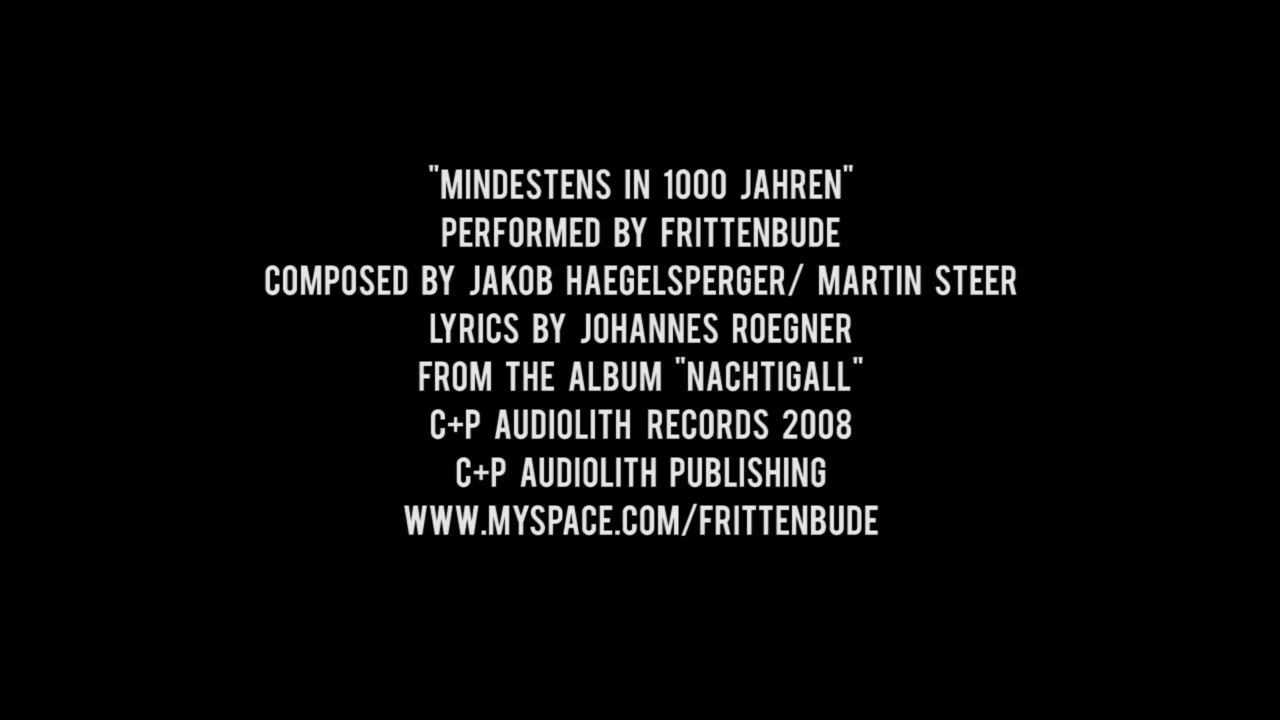 "MINDESTENS IN 1000 JAHREN"
PERFORMED BY FRITTENBUDE
COMPOSED BY JAKOB HAEGELSPERGER/ MARTIN STEER
LYRICS BY JOHANNES ROEGNER
FROM THE ALBUM "NACHTIGALL"
C+P AUDIOLITH RECORDS 2008
C+P AUDIOLITH PUBLISHING
WWW.MYSPACE.COM/FRITTENBUDE